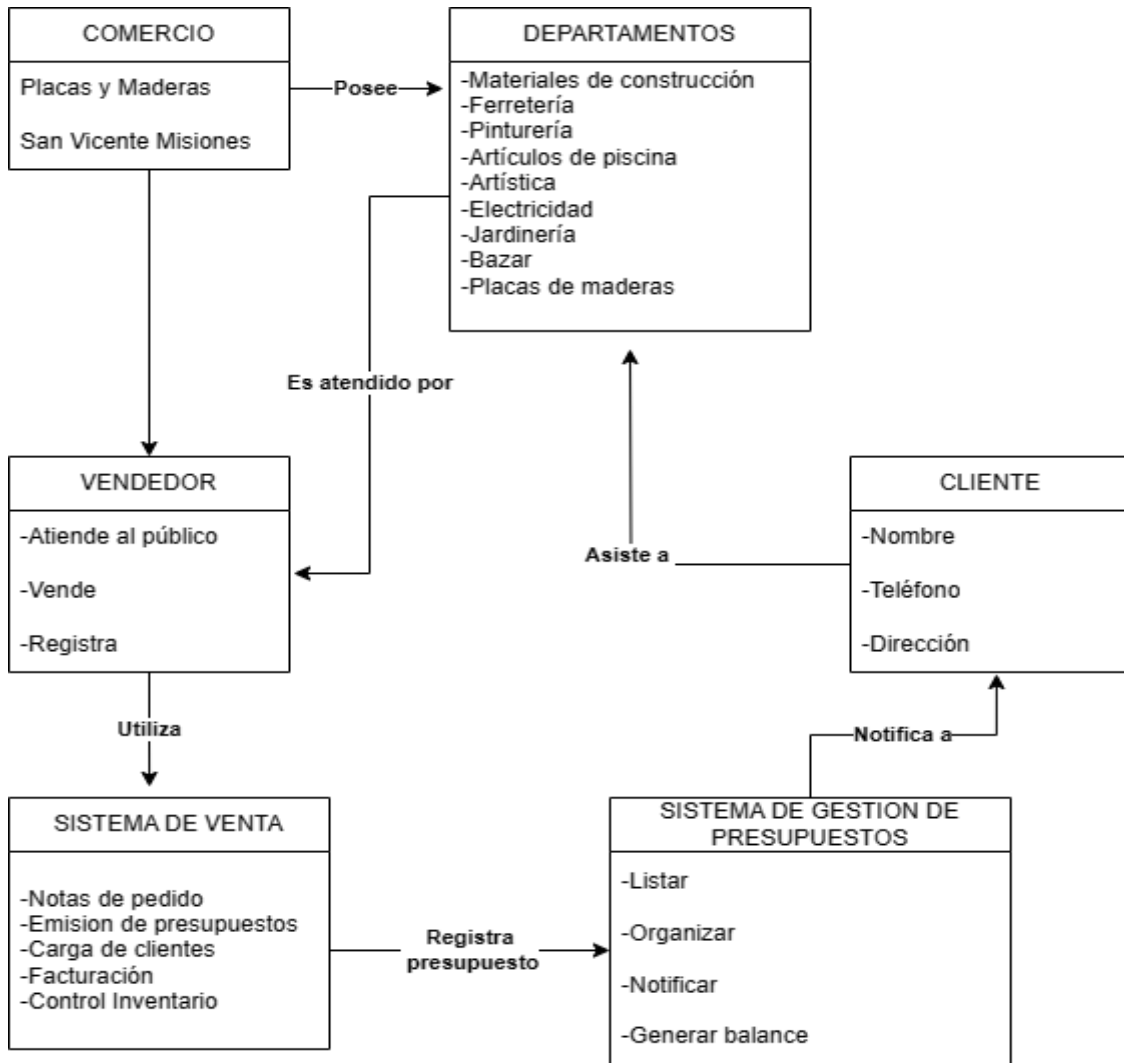 COMERCIO
Placas y Maderas
San Vicente Misiones
Posee
DEPARTAMENTOS
-Materiales de construcción
-Ferretería
-Pinturería
-Artículos de piscina
-Artística
-Electricidad
-Jardinería
-Bazar
-Placas de maderas
Es atendido por
VENDEDOR
-Atiende al público
-Vende
-Registra
Asiste a
CLIENTE
-Nombre
-Teléfono
-Dirección
Utiliza
Notifica a
SISTEMA DE VENTA
-Notas de pedido
-Emision de presupuestos
-Carga de clientes
-Facturación
-Control Inventario
Registra
presupuesto
SISTEMA DE GESTION DE
PRESUPUESTOS
-Listar
-Organizar
-Notificar
-Generar balance